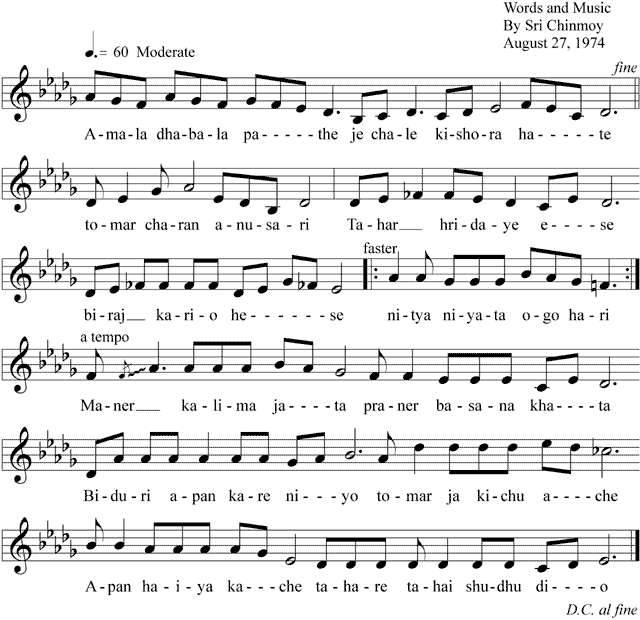 Words and Music
By Sri Chinmoy
August 27, 1974
= 60 Moderate
fine
A-ma-la dha-ba-la pa-----the je cha-le ki-sho-ra ha-----te
to-mar cha-ran a-nu-sa-ri Ta-har__ hri-da-ye e----se
bi-raj__ ka-ri-o he-----se
faster
ni-tya ni-ya-ta o-go ha-ri
a tempo
Ma-ner__ ka-li-ma ja----ta pra-ner ba-sa-na kha----ta
Bi-du-ri a-pan ka-re ni---yo to-mar ja ki-chu a----che
A-pan ha-i-ya ka---che ta-ha-re ta-hai shu-dhu di----o
D.C. al fine